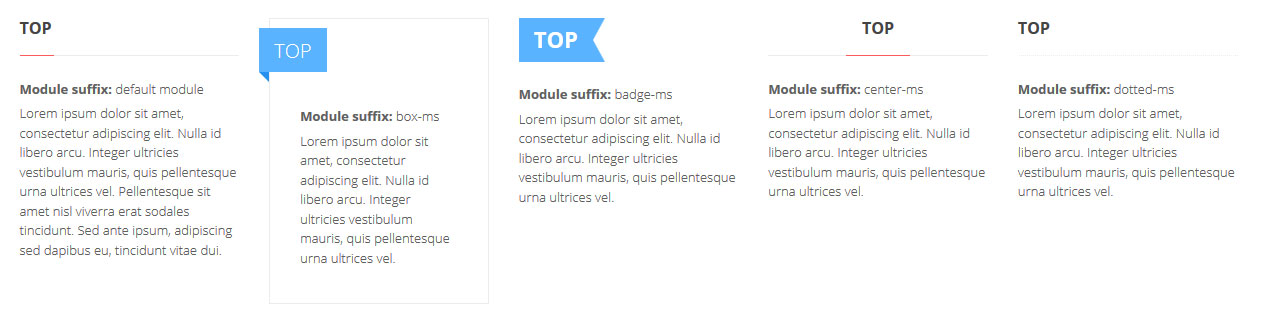 TOP
Module suffix: default module
Lorem ipsum dolor sit amet,
consectetur adipiscing elit. Nulla id
libero arcu. Integer ultricies
vestibulum mauris, quis pellentesque
urna ultrices vel. Pellentesque sit
amet nisl viverra erat sodales
tincidunt. Sed ante ipsum, adipiscing
sed dapibus eu, tincidunt vitae dui.
TOP
Module suffix: box-ms
Lorem ipsum dolor sit
amet, consectetur
adipiscing elit. Nulla id
libero arcu. Integer
ultricies vestibulum
mauris, quis pellentesque
urna ultrices vel.
TOP
Module suffix: badge-ms
Lorem ipsum dolor sit amet,
consectetur adipiscing elit. Nulla id
libero arcu. Integer ultricies
vestibulum mauris, quis pellentesque
urna ultrices vel.
TOP
Module suffix: center-ms
Lorem ipsum dolor sit amet,
consectetur adipiscing elit. Nulla id
libero arcu. Integer ultricies
vestibulum mauris, quis pellentesque
urna ultrices vel.
TOP
Module suffix: dotted-ms
Lorem ipsum dolor sit amet,
consectetur adipiscing elit. Nulla id
libero arcu. Integer ultricies
vestibulum mauris, quis pellentesque
urna ultrices vel.